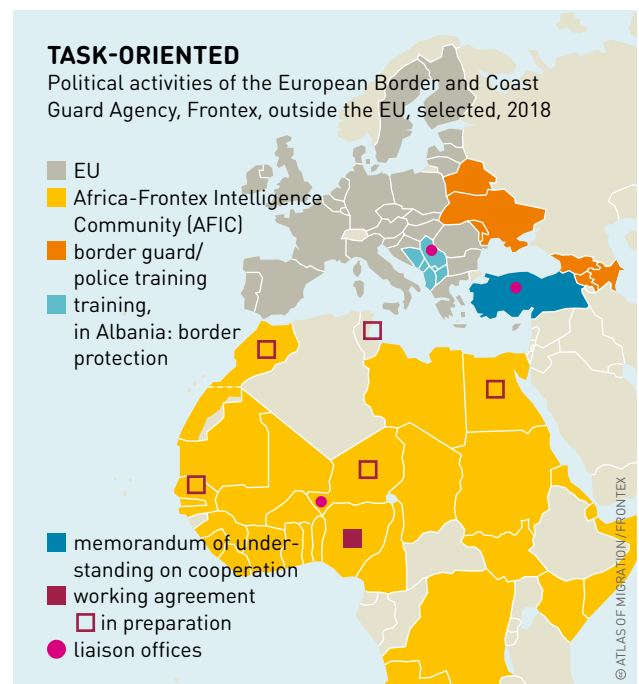 TASK-ORIENTED
Political activities of the European Border and Coast
Guard Agency, Frontex, outside the EU, selected, 2018
EU
Africa-Frontex Intelligence
Community (AFIC)
border guard/
police training
training,
in Albania: border
protection
memorandum of under-
standing on cooperation
working agreement
in preparation
liaison offices
🄯 ATLAS OF MIGRATION / FRONTEX